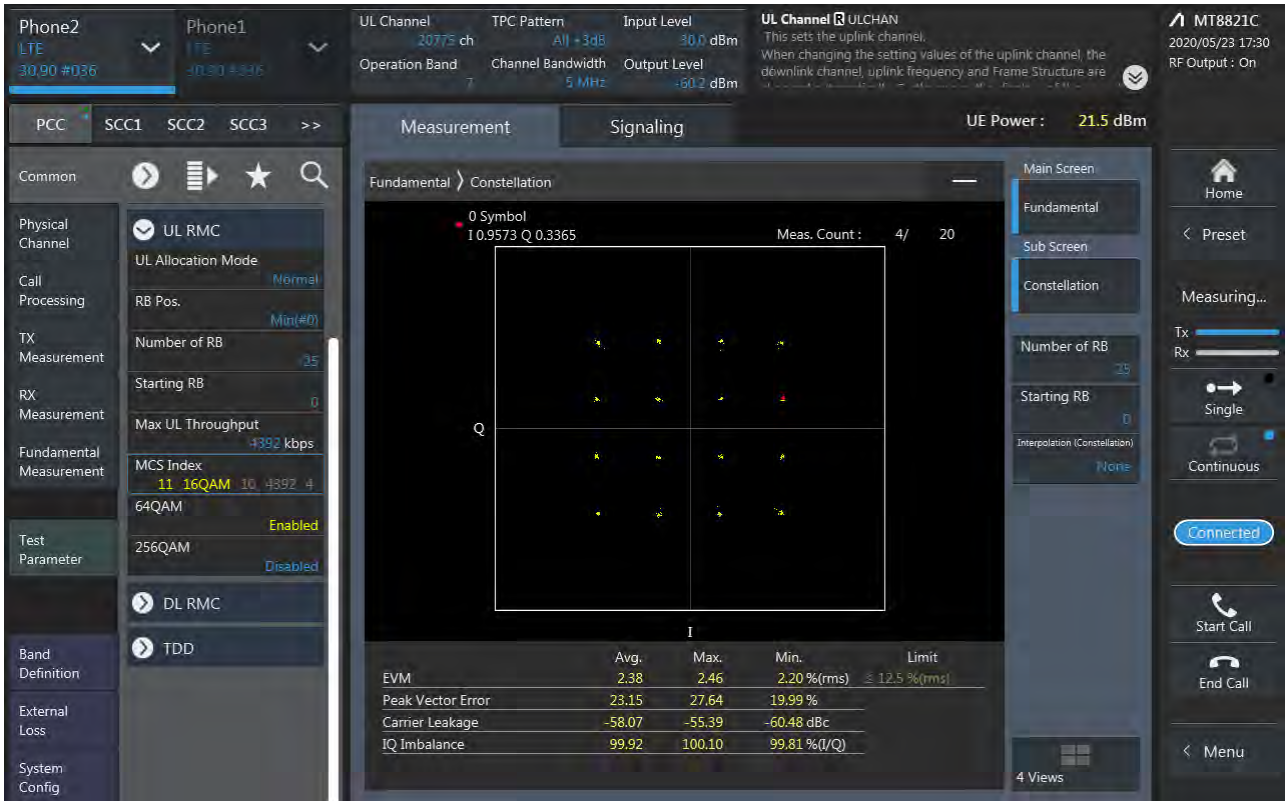 Phone2
LTE
30.90 #036
Phone1
LTE
30.90 #336
UL Channel
20775 ch
Operation Band
7
TPC Pattern
All +3dB
Channel Bandwidth
5 MHz
Input Level
30.0 dBm
Output Level
-60.2 dBm
UL Channel R ULCHAN
This sets the uplink channel.
When changing the setting values of the uplink channel, the
downlink channel, uplink frequency and Frame Structure are
MT8821C
2020/05/23 17:30
RF Output : On
PCC SCC1 SCC2 SCC3 >>
Measurement
Signaling
UE Power : 21.5 dBm
Common
Physical
Channel
Call
Processing
TX
Measurement
RX
Measurement
Fundamental
Measurement
Test
Parameter
Band
Definition
External
Loss
System
Config
UL RMC
UL Allocation Mode
Normal
RB Pos.
Min(#0)
Number of RB
25
Starting RB
0
Max UL Throughput
4392 kbps
MCS Index
11 16QAM 10 4392 4
64QAM
Enabled
256QAM
Disabled
DL RMC
TDD
Fundamental 〉 Constellation
0 Symbol
I 0.9573 Q 0.3365
Meas. Count : 4/ 20
Q
I
Avg. Max. Min. Limit
EVM 2.38 2.46 2.20 %(rms) ≦ 12.5 %(rms)
Peak Vector Error 23.15 27.64 19.99 %
Carrier Leakage -58.07 -55.39 -60.48 dBc
IQ Imbalance 99.92 100.10 99.81 %(I/Q)
Main Screen
Fundamental
Sub Screen
Constellation
Number of RB
25
Starting RB
0
Interpolation (Constellation)
None
4 Views
Home
< Preset
Measuring...
Tx
Rx
Single
Continuous
Connected
Start Call
End Call
< Menu